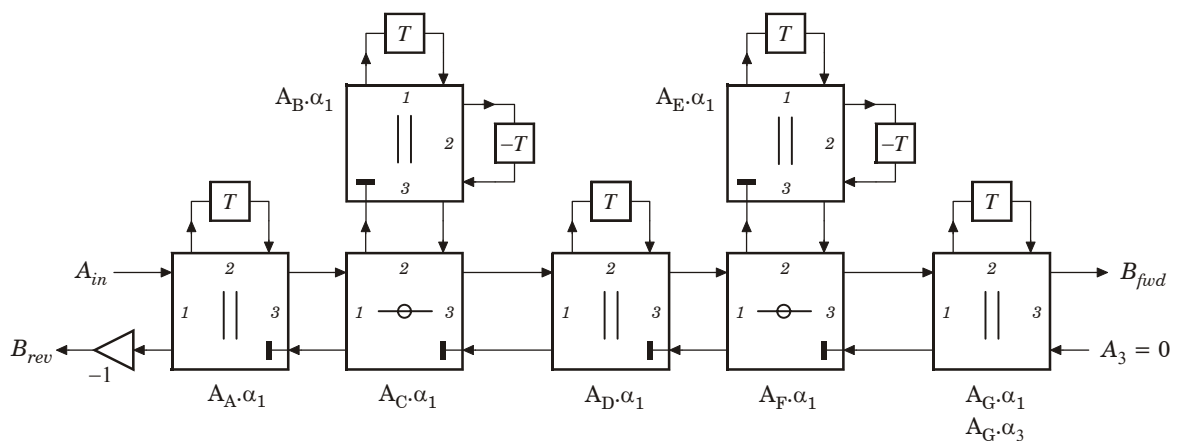 T
T
A_B.α_1
1
2
3
−T
A_E.α_1
1
2
3
−T
T
T
T
A_in
1
2
3
1
2
3
1
2
3
1
2
3
1
2
3
B_fwd
B_rev
−1
A_3 = 0
A_A.α_1
A_C.α_1
A_D.α_1
A_F.α_1
A_G.α_1
A_G.α_3